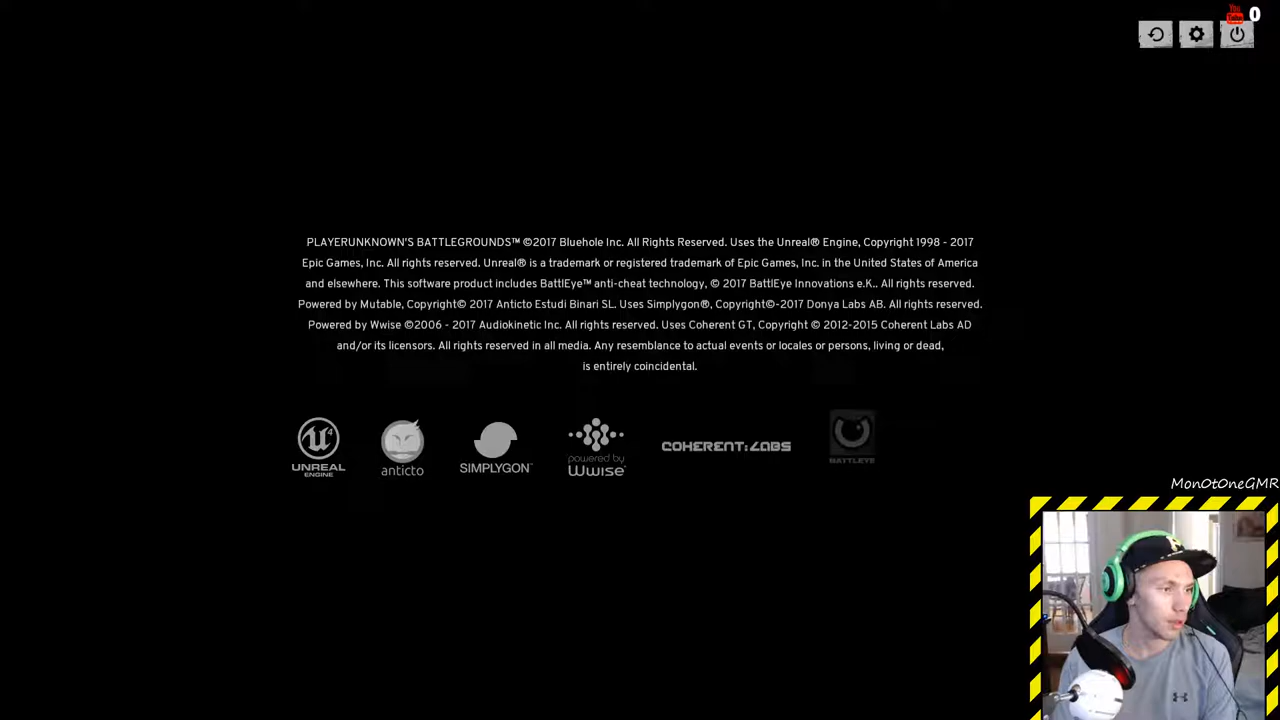 You
Tube
0
PLAYERUNKNOWN'S BATTLEGROUNDS™ ©2017 Bluehole Inc. All Rights Reserved. Uses the Unreal® Engine, Copyright 1998 - 2017
Epic Games, Inc. All rights reserved. Unreal® is a trademark or registered trademark of Epic Games, Inc. in the United States of America
and elsewhere. This software product includes BattlEye™ anti-cheat technology, © 2017 BattlEye Innovations e.K.. All rights reserved.
Powered by Mutable, Copyright© 2017 Anticto Estudi Binari SL. Uses Simplygon®, Copyright©-2017 Donya Labs AB. All rights reserved.
Powered by Wwise ©2006 - 2017 Audiokinetic Inc. All rights reserved. Uses Coherent GT, Copyright © 2012-2015 Coherent Labs AD
and/or its licensors. All rights reserved in all media. Any resemblance to actual events or locales or persons, living or dead,
is entirely coincidental.
UNREAL
ENGINE
anticto
SIMPLYGON™
powered by
Wwise
COHERENT:LABS
BATTLEYE
MonOtOneGMR